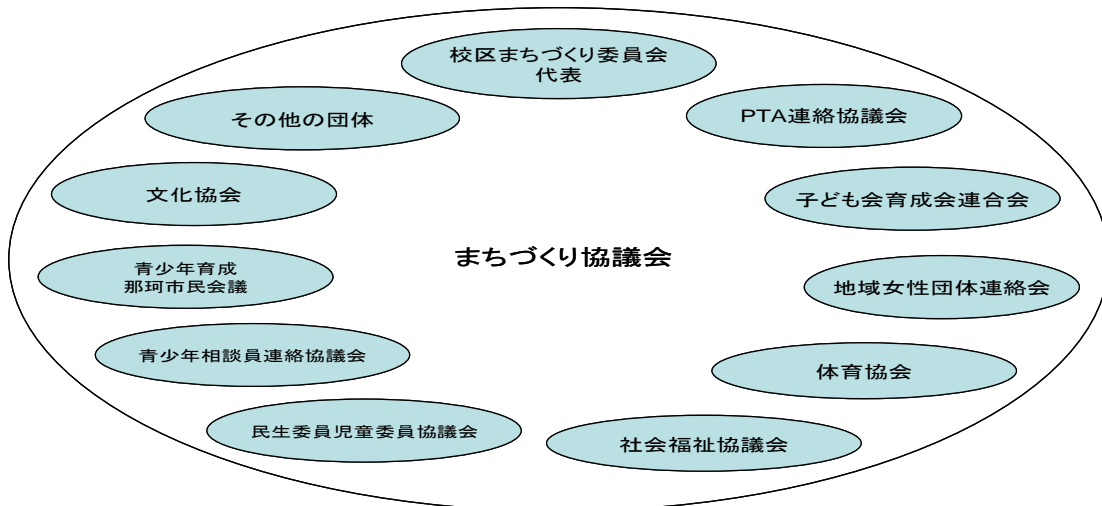 校区まちづくり委員会
代表
その他の団体
PTA連絡協議会
文化協会
子ども会育成会連合会
まちづくり協議会
青少年育成
那珂市民会議
地域女性団体連絡会
青少年相談員連絡協議会
体育協会
民生委員児童委員協議会
社会福祉協議会